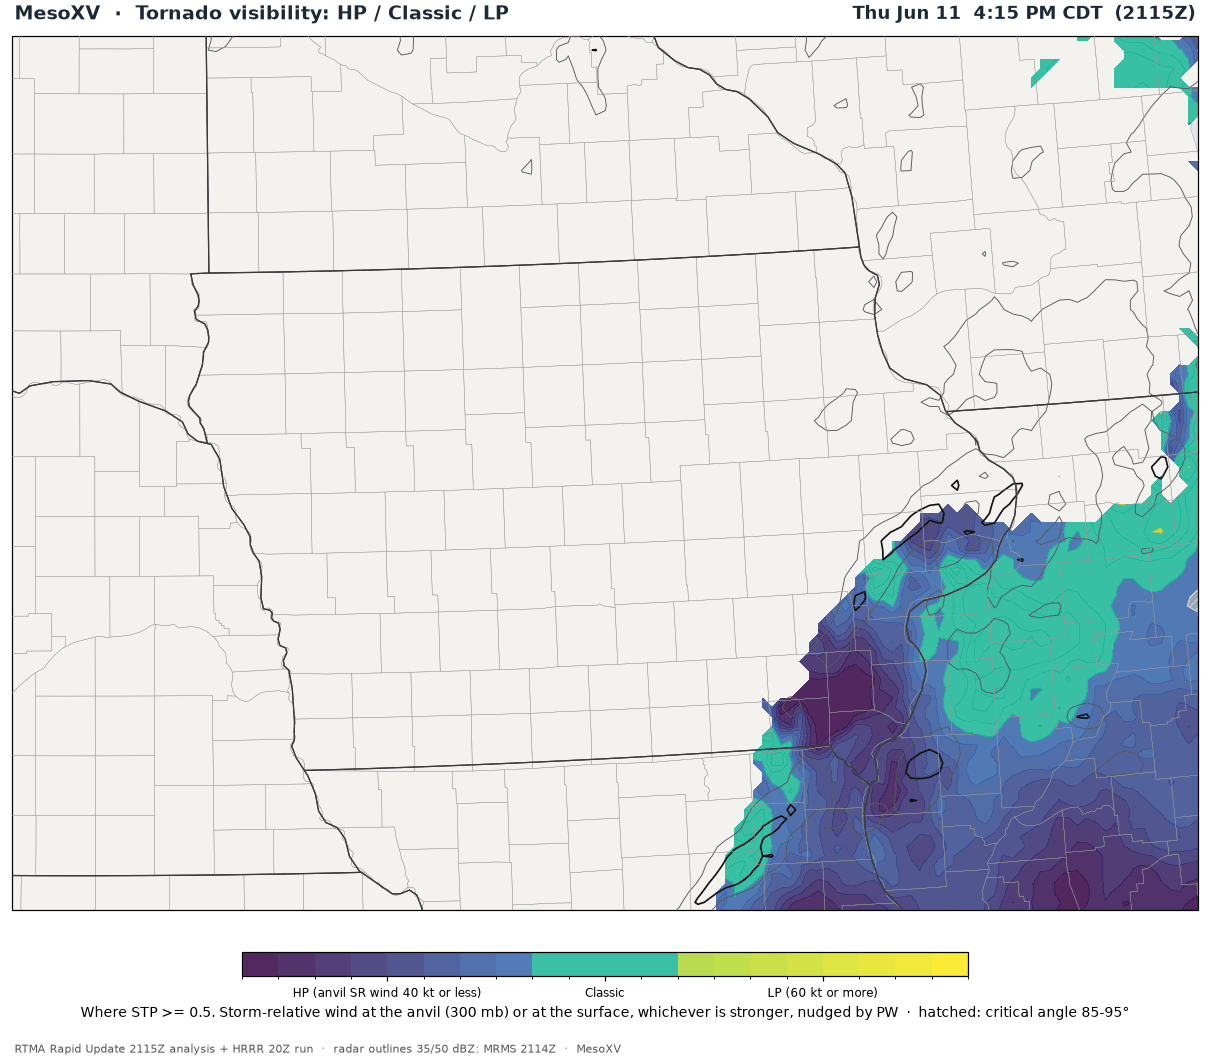 MesoXV · Tornado visibility: HP / Classic / LP
Thu Jun 11 4:15 PM CDT (2115Z)
HP (anvil SR wind 40 kt or less)
Classic
LP (60 kt or more)
Where STP >= 0.5. Storm-relative wind at the anvil (300 mb) or at the surface, whichever is stronger, nudged by PW · hatched: critical angle 85-95°
RTMA Rapid Update 2115Z analysis + HRRR 20Z run · radar outlines 35/50 dBZ: MRMS 2114Z · MesoXV